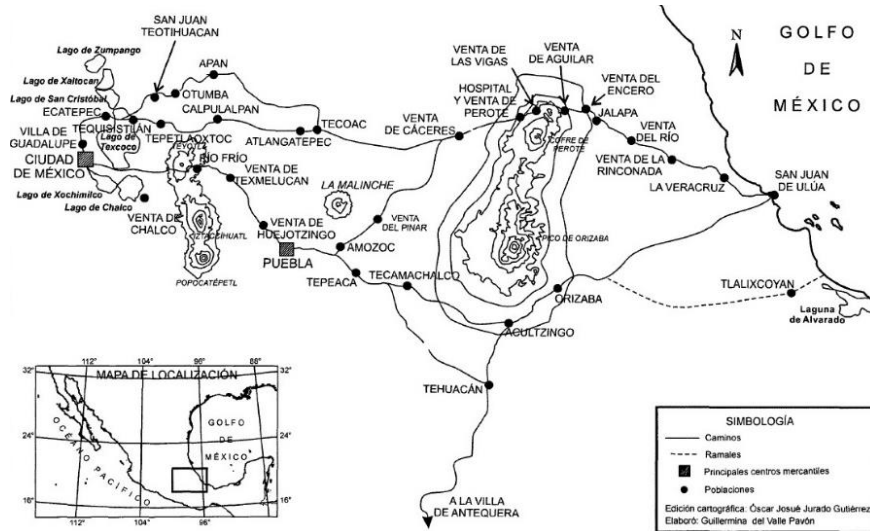 SAN JUAN
TEOTIHUACAN
Lago de Zumpango
Lago de Xaltocan
Lago de San Cristóbal
APAN
OTUMBA
ECATEPEC
CALPULALPAN
TEQUISISTLÁN
VILLA DE
GUADALUPE
Lago de
Texcoco
TEPETLAOXTOC
ATLANGATEPEC
TECOAC
CIUDAD
DE MÉXICO
RÍO FRÍO
VENTA DE
TEXMELUCAN
Lago de Xochimilco
Lago de Chalco
VENTA DE
CHALCO
IZTACCIHUATL
POPOCATÉPETL
VENTA DE
HUEJOTZINGO
PUEBLA
LA MALINCHE
AMOZOC
VENTA
DEL PINAR
TEPEACA
TECAMACHALCO
VENTA
DE CÁCERES
VENTA DE
LAS VIGAS
HOSPITAL
Y VENTA DE
PEROTE
VENTA
DE AGUILAR
VENTA DEL
ENCERO
JALAPA
COFRE DE
PEROTE
VENTA
DEL RÍO
VENTA DE LA
RINCONADA
LA VERACRUZ
SAN JUAN
DE ULÚA
PICO DE ORIZABA
ORIZABA
ACULTZINGO
TEHUACÁN
TLALIXCOYAN
Laguna
de Alvarado
A LA VILLA
DE ANTEQUERA
GOLFO
DE
MÉXICO
N
MAPA DE LOCALIZACIÓN
32°
112°
104°
96°
88°
32°
24°
24°
16°
16°
112°
104°
96°
GOLFO
DE
MÉXICO
OCÉANO PACÍFICO
SIMBOLOGÍA
Caminos
Ramales
Principales centros mercantiles
Poblaciones
Edición cartográfica: Óscar Josué Jurado Gutiérrez
Elaboró: Guillermina del Valle Pavón